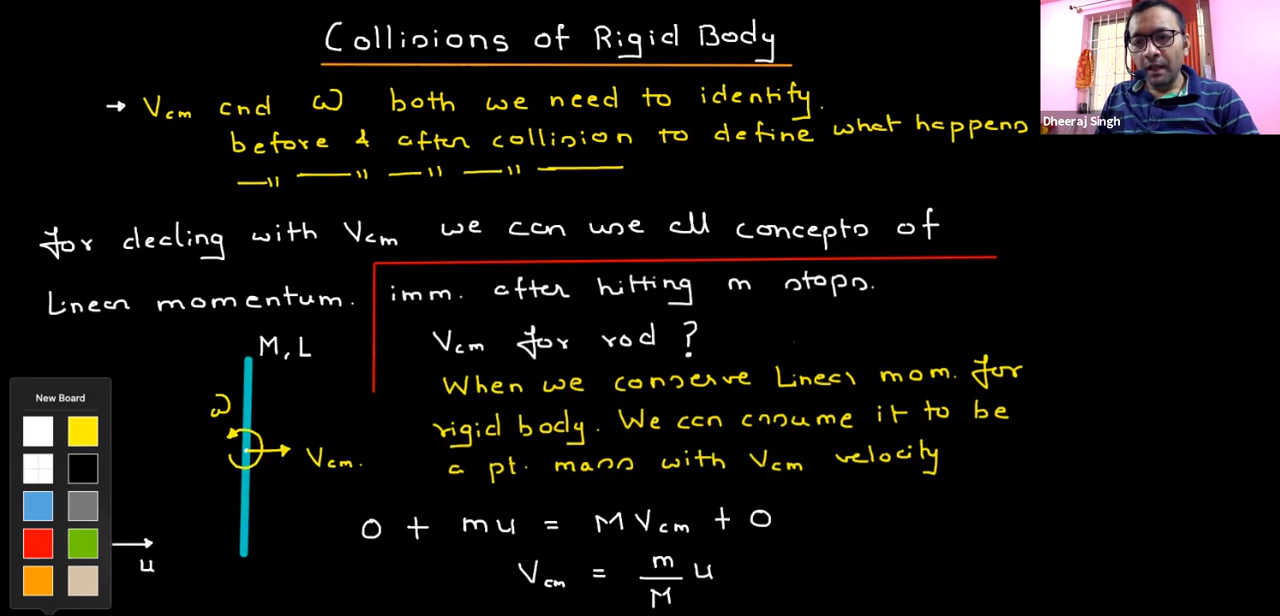 Collisions of Rigid Body
→ Vcm and ω both we need to identify.
before & after collision to define what happens
—〃 —〃 —〃 —〃 ——
for dealing with Vcm we can use all concepts of
Linear momentum.
imm. after hitting m stops.
Vcm for rod ?
When we conserve Linear mom. for
rigid body. We can assume it to be
a pt. mass with Vcm velocity
0 + mu = MVcm + 0
Vcm = m/M u
M, L
ω
Vcm.
u
New Board
Dheeraj Singh